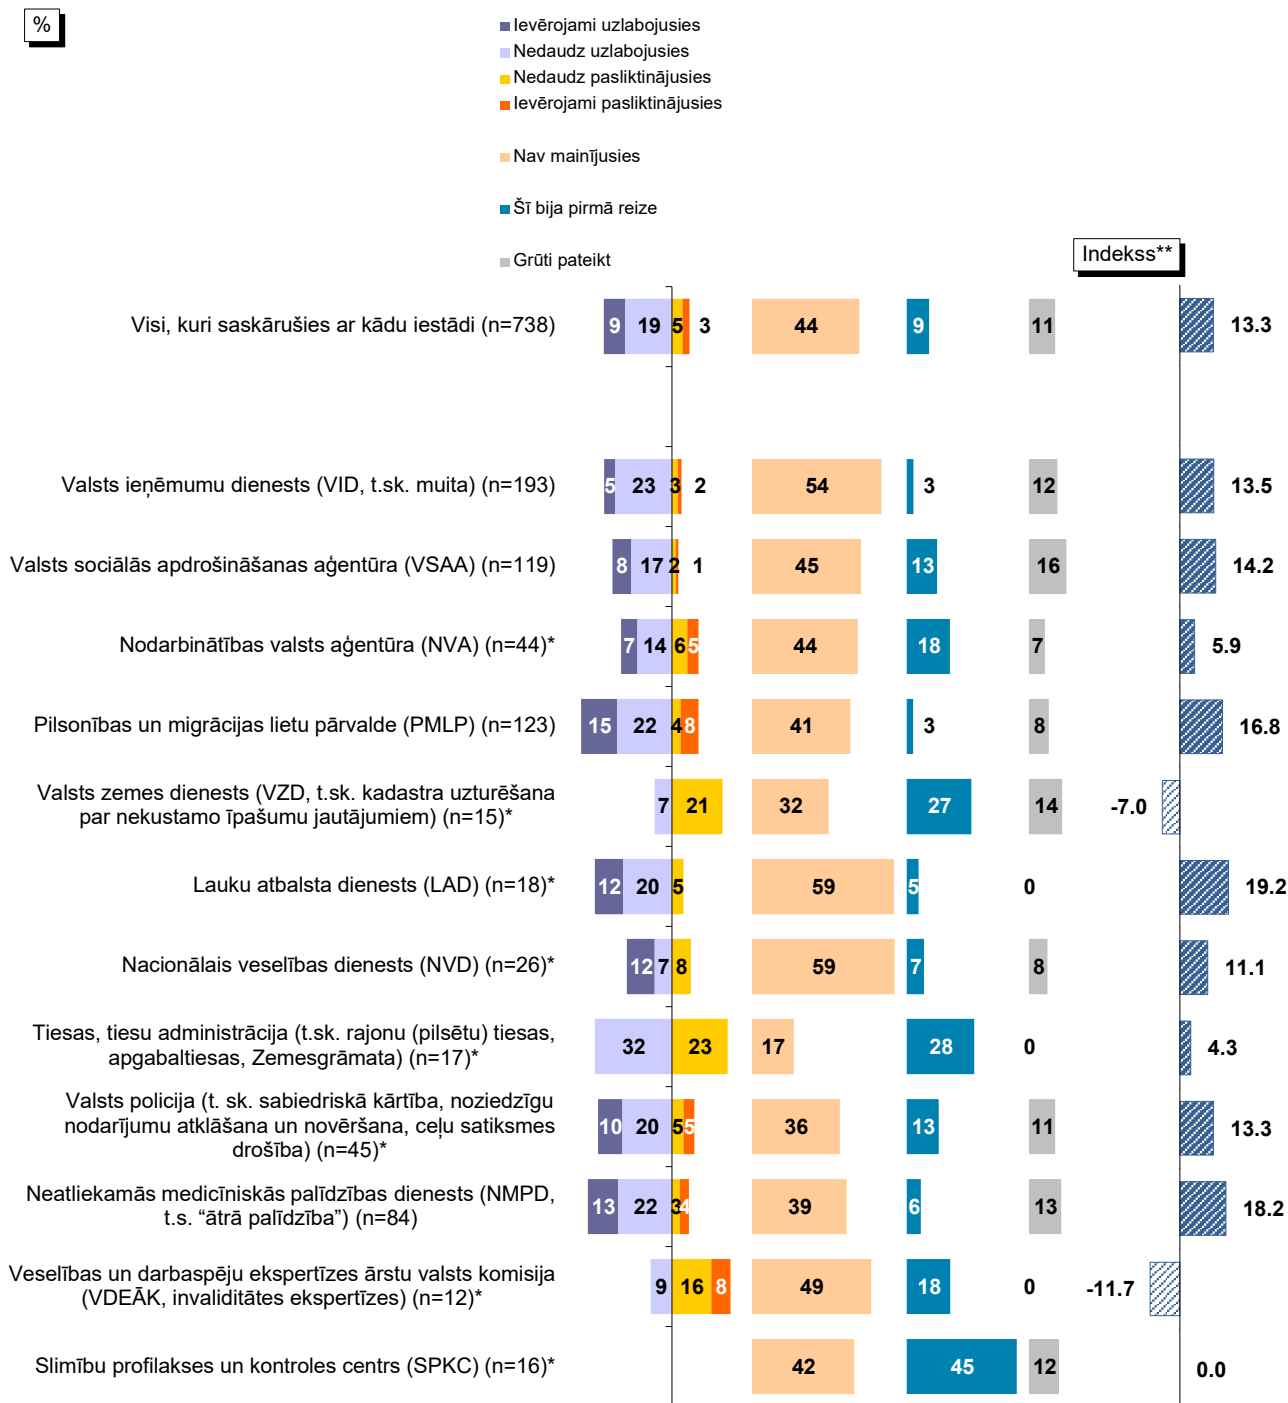 %
Ievērojami uzlabojusies
Nedaudz uzlabojusies
Nedaudz pasliktinājusies
Ievērojami pasliktinājusies
Nav mainījusies
Šī bija pirmā reize
Grūti pateikt
Indekss**
Visi, kuri saskārušies ar kādu iestādi (n=738) 9 19 5 3 44 9 11 13.3
Valsts ieņēmumu dienests (VID, t.sk. muita) (n=193) 5 23 3 2 54 3 12 13.5
Valsts sociālās apdrošināšanas aģentūra (VSAA) (n=119) 8 17 2 1 45 13 16 14.2
Nodarbinātības valsts aģentūra (NVA) (n=44)* 7 14 6 5 44 18 7 5.9
Pilsonības un migrācijas lietu pārvalde (PMLP) (n=123) 15 22 4 8 41 3 8 16.8
Valsts zemes dienests (VZD, t.sk. kadastra uzturēšana
par nekustamo īpašumu jautājumiem) (n=15)* 7 21 32 27 14 -7.0
Lauku atbalsta dienests (LAD) (n=18)* 12 20 5 59 5 0 19.2
Nacionālais veselības dienests (NVD) (n=26)* 12 7 8 59 7 8 11.1
Tiesas, tiesu administrācija (t.sk. rajonu (pilsētu) tiesas,
apgabaltiesas, Zemesgrāmata) (n=17)* 32 23 17 28 0 4.3
Valsts policija (t. sk. sabiedriskā kārtība, noziedzīgu
nodarījumu atklāšana un novēršana, ceļu satiksmes
drošība) (n=45)* 10 20 5 5 36 13 11 13.3
Neatliekamās medicīniskās palīdzības dienests (NMPD,
t.s. “ātrā palīdzība”) (n=84) 13 22 3 4 39 6 13 18.2
Veselības un darbaspēju ekspertīzes ārstu valsts komisija
(VDEĀK, invaliditātes ekspertīzes) (n=12)* 9 16 8 49 18 0 -11.7
Slimību profilakses un kontroles centrs (SPKC) (n=16)* 42 45 12 0.0